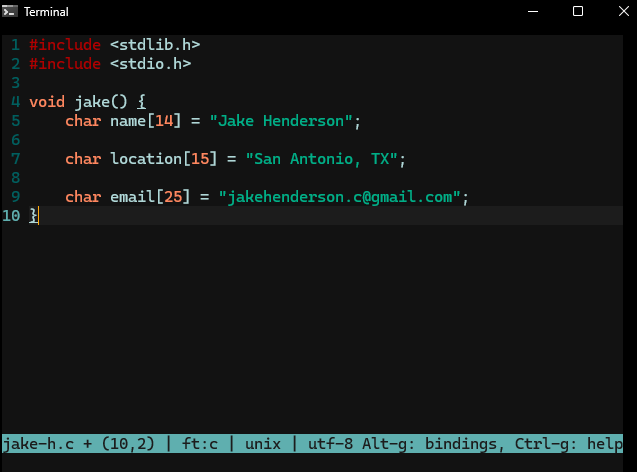 Terminal
1 #include <stdlib.h>
2 #include <stdio.h>
3
4 void jake() {
5     char name[14] = "Jake Henderson";
6
7     char location[15] = "San Antonio, TX";
8
9     char email[25] = "jakehenderson.c@gmail.com";
10 }
jake-h.c + (10,2) | ft:c | unix | utf-8 Alt-g: bindings, Ctrl-g: help